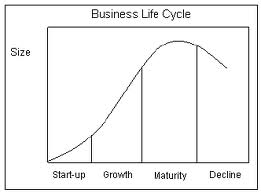 Business Life Cycle
Size
Start-up Growth Maturity Decline